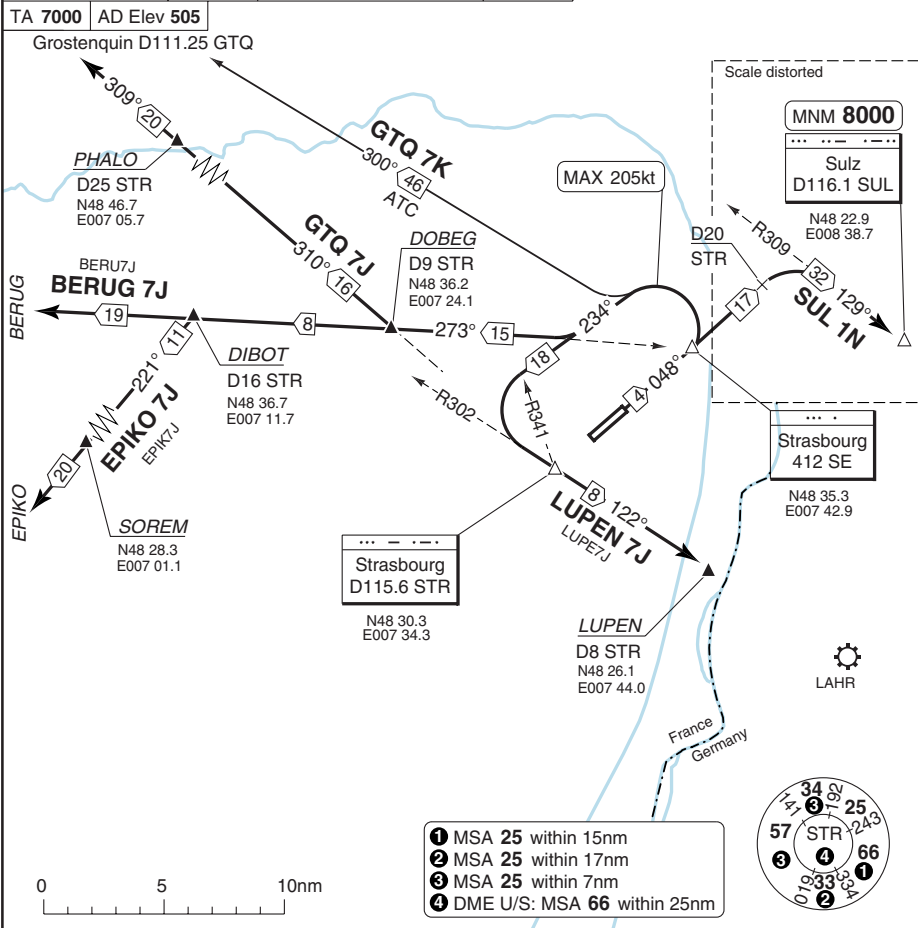 TA 7000 AD Elev 505
Grostenquin D111.25 GTQ
Scale distorted
309°
20
MNM 8000
Sulz
D116.1 SUL
N48 22.9
E008 38.7
GTQ 7K
300°
46
ATC
PHALO
D25 STR
N48 46.7
E007 05.7
MAX 205kt
D20
STR
R309
32
129°
SUL 1N
17
GTQ 7J
310°
16
DOBEG
D9 STR
N48 36.2
E007 24.1
BERUG
BERU7J
BERUG 7J
19
8
273°
15
234°
18
4
048°
11
221°
DIBOT
D16 STR
N48 36.7
E007 11.7
EPIKO 7J
EPIK7J
R302
R341
20
EPIKO
SOREM
N48 28.3
E007 01.1
Strasbourg
412 SE
N48 35.3
E007 42.9
8
122°
LUPEN 7J
LUPE7J
Strasbourg
D115.6 STR
N48 30.3
E007 34.3
LUPEN
D8 STR
N48 26.1
E007 44.0
LAHR
France
Germany
1 MSA 25 within 15nm
2 MSA 25 within 17nm
3 MSA 25 within 7nm
4 DME U/S: MSA 66 within 25nm
34
3
141
192
25
243
57
STR
3
4
66
1
019
33
334
2
0 5 10nm